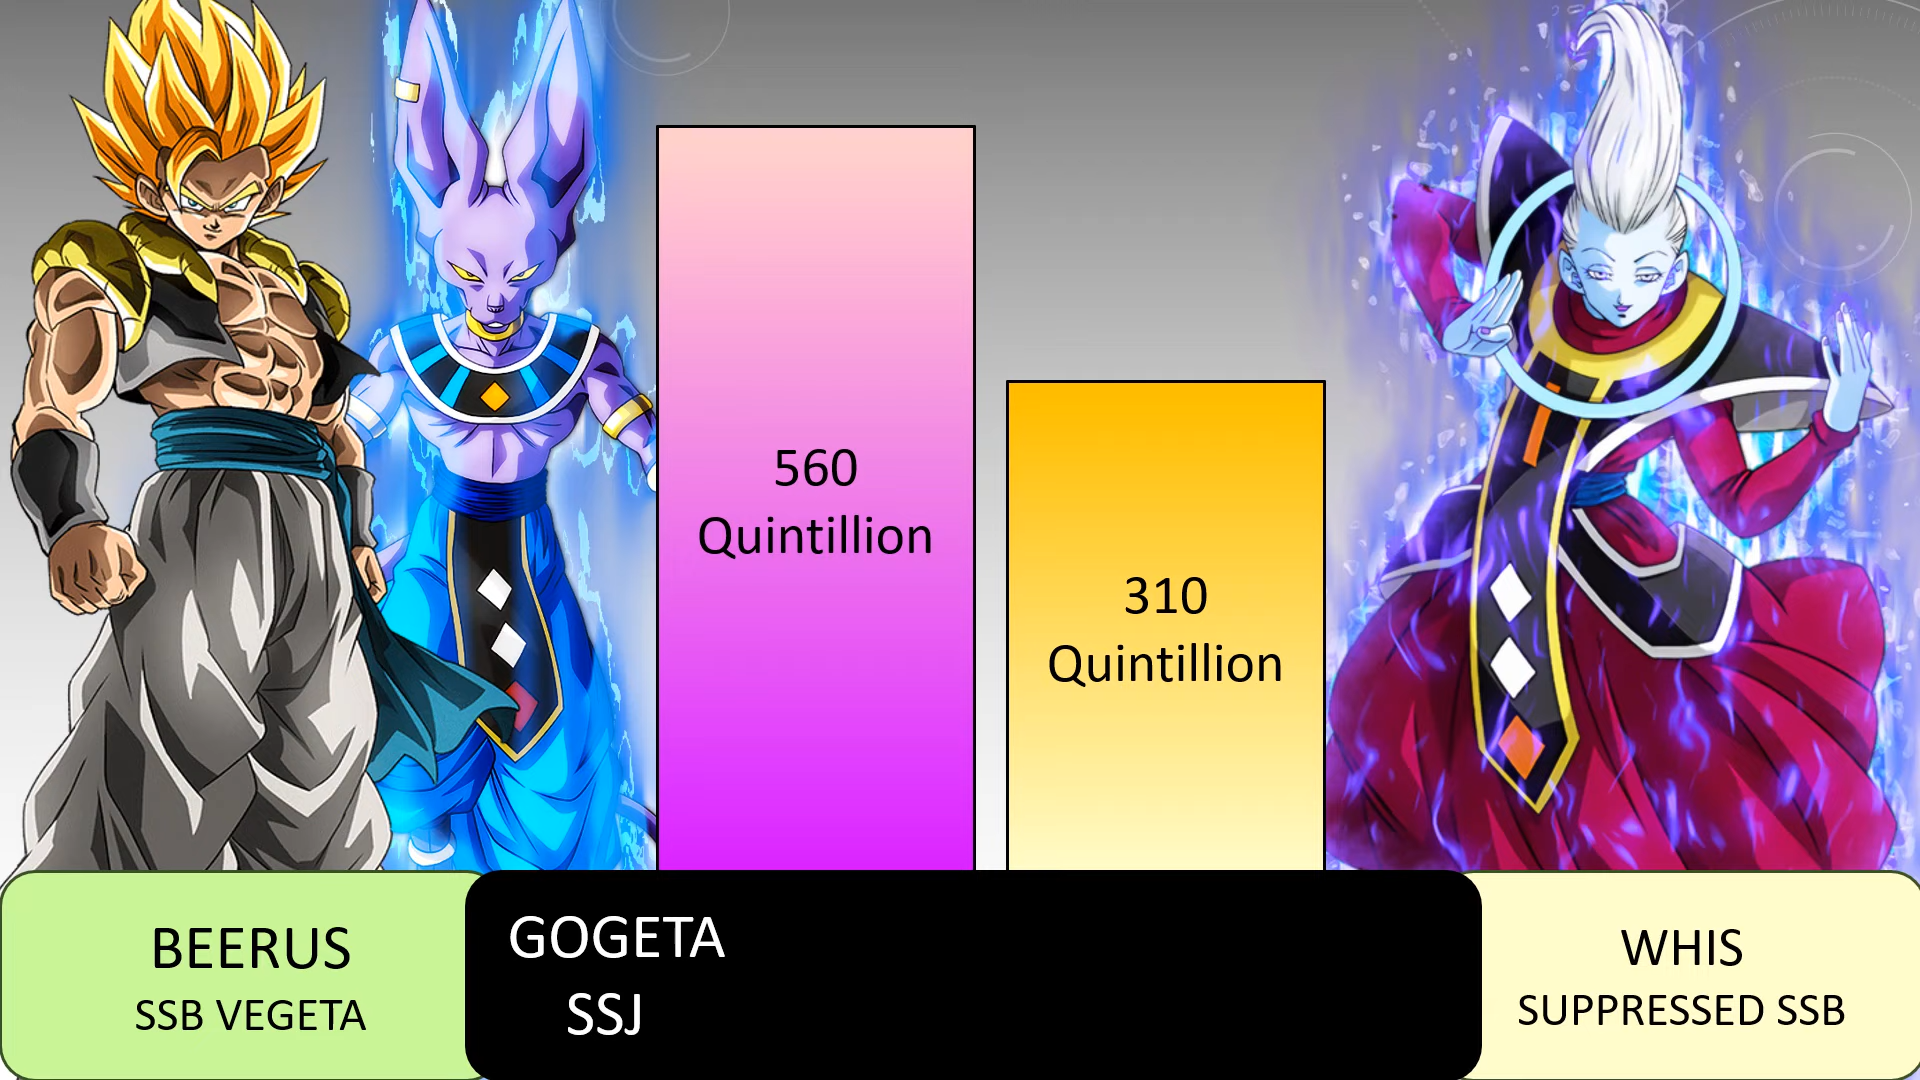 560
Quintillion
310
Quintillion
BEERUS
SSB VEGETA
GOGETA
SSJ
WHIS
SUPPRESSED SSB